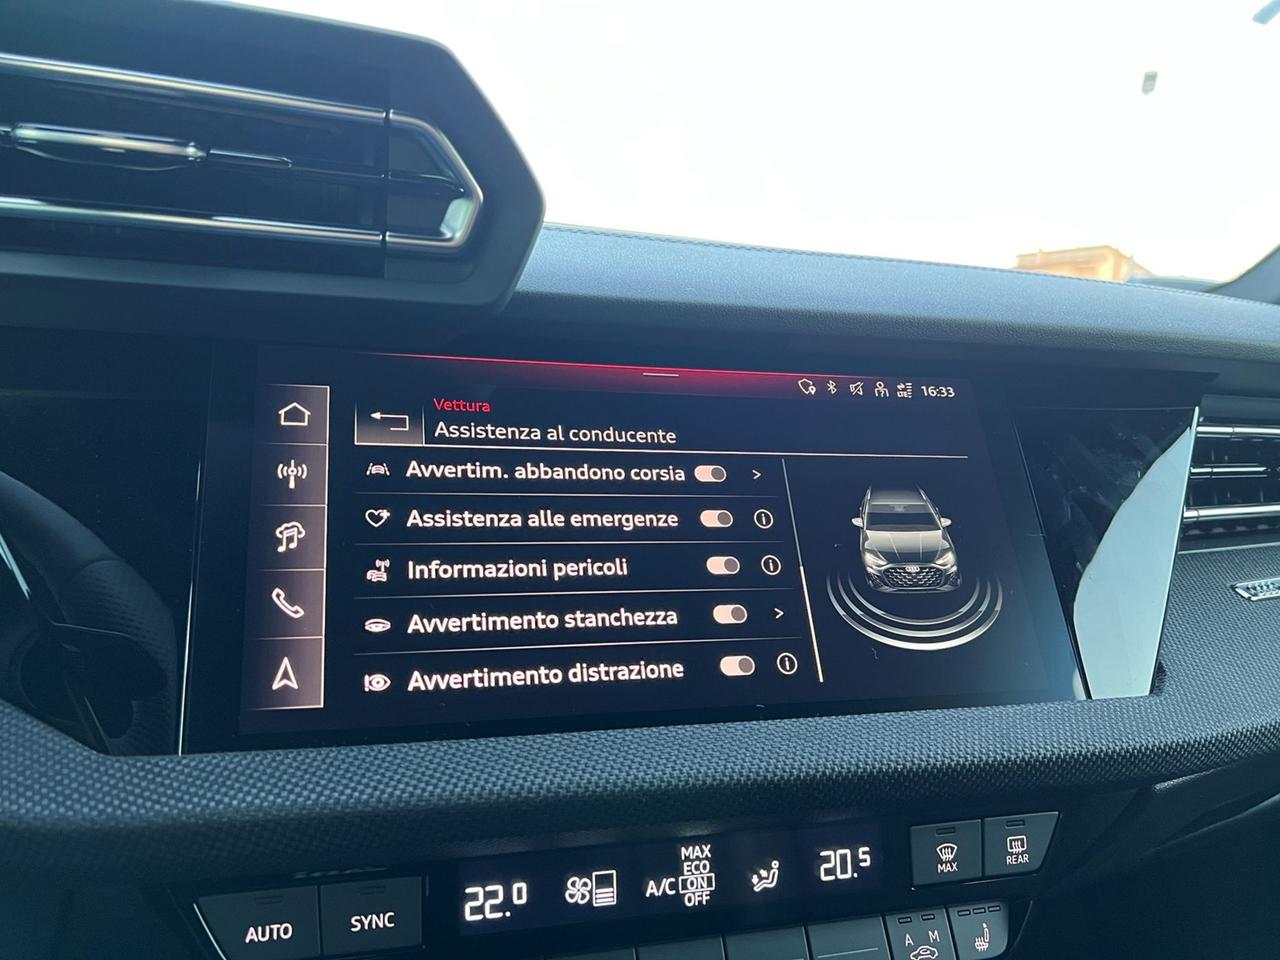 LTE 16:33
Vettura
Assistenza al conducente
Avvertim. abbandono corsia
Assistenza alle emergenze
Informazioni pericoli
Avvertimento stanchezza
Avvertimento distrazione
AUTO
SYNC
22.0
A/C
MAX
ECO
ON
OFF
20.5
MAX
REAR
A M